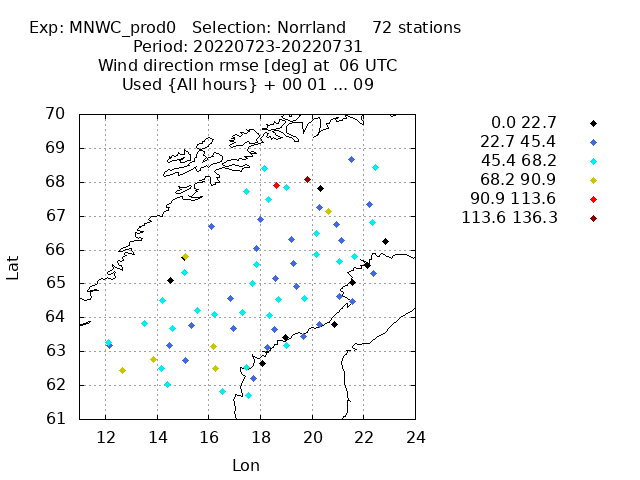 Exp: MNWC_prod0 Selection: Norrland 72 stations
Period: 20220723-20220731
Wind direction rmse [deg] at 06 UTC
Used {All hours} + 00 01 ... 09
0.0 22.7
22.7 45.4
45.4 68.2
68.2 90.9
90.9 113.6
113.6 136.3
70
69
68
67
66
65
64
63
62
61
Lat
12 14 16 18 20 22 24
Lon